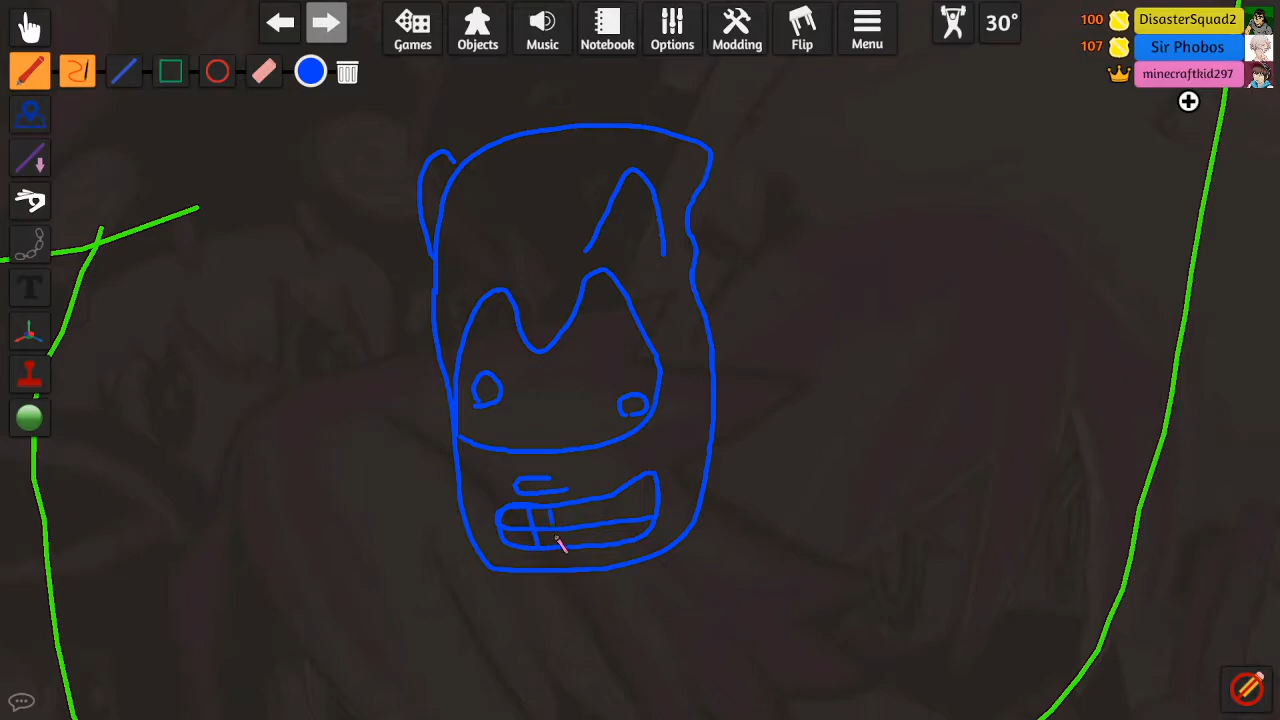 Games Objects Music Notebook Options Modding Flip Menu 30°
100 DisasterSquad2
107 Sir Phobos
minecraftkid297
T